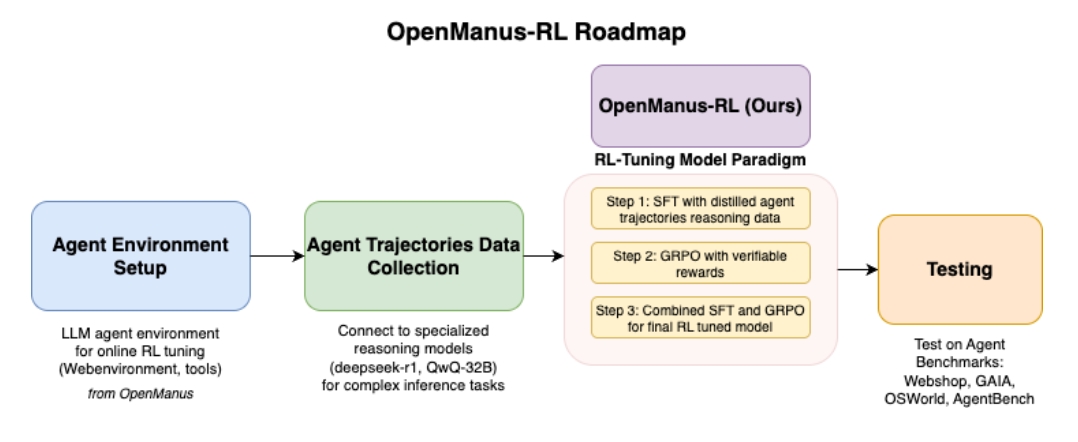 OpenManus-RL Roadmap
OpenManus-RL (Ours)
RL-Tuning Model Paradigm
Agent Environment
Setup
LLM agent environment
for online RL tuning
(Webenvironment, tools)
from OpenManus
Agent Trajectories Data
Collection
Connect to specialized
reasoning models
(deepseek-r1, QwQ-32B)
for complex inference tasks
Step 1: SFT with distilled agent
trajectories reasoning data
Step 2: GRPO with verifiable
rewards
Step 3: Combined SFT and GRPO
for final RL tuned model
Testing
Test on Agent
Benchmarks:
Webshop, GAIA,
OSWorld, AgentBench